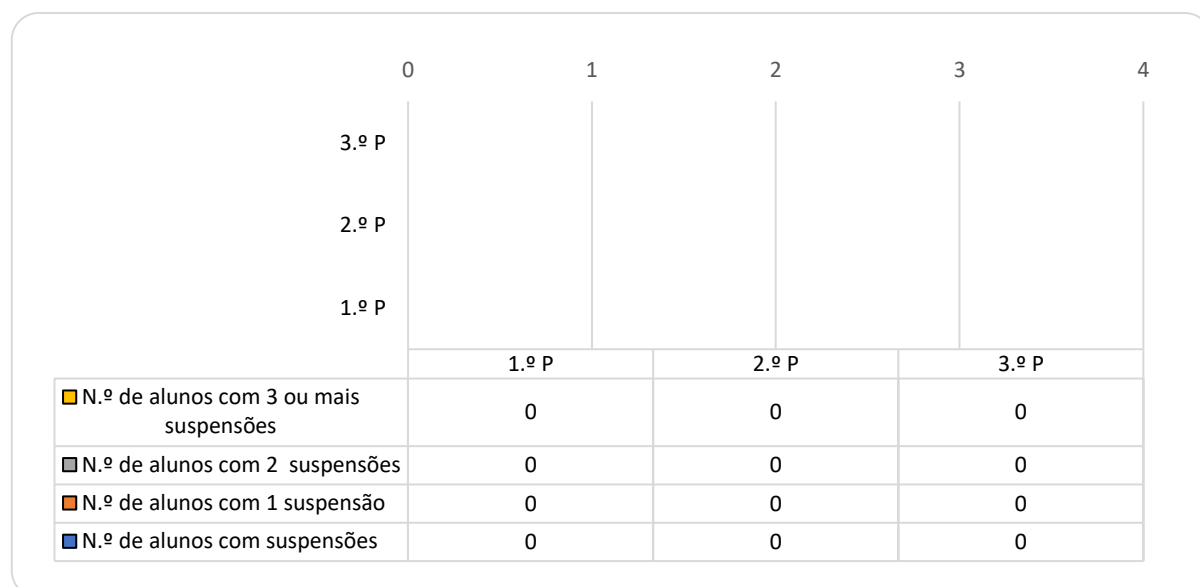 0 1 2 3 4
3.º P
2.º P
1.º P
1.º P 2.º P 3.º P
N.º de alunos com 3 ou mais
suspensões
0 0 0
N.º de alunos com 2  suspensões 0 0 0
N.º de alunos com 1 suspensão 0 0 0
N.º de alunos com suspensões 0 0 0